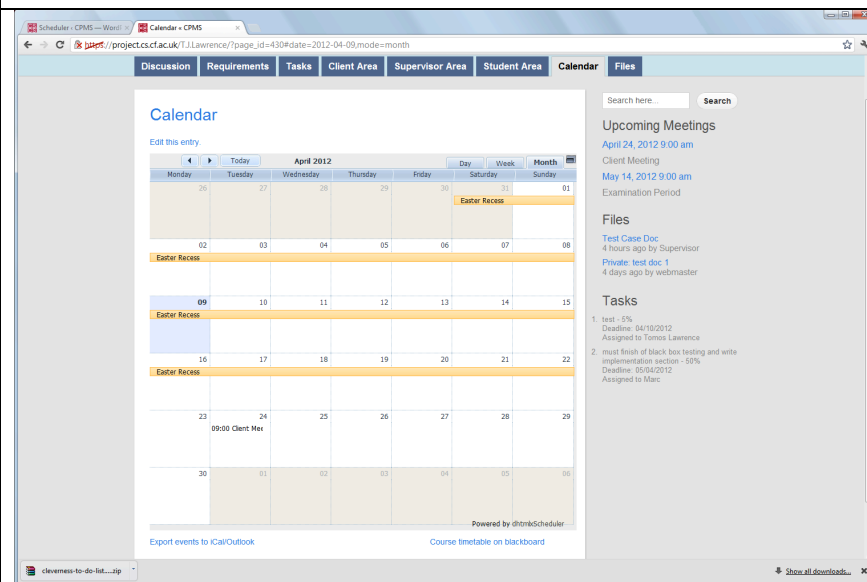 Scheduler ‹ CPMS — Word
Calendar « CPMS
https://project.cs.cf.ac.uk/T.J.Lawrence/?page_id=430#date=2012-04-09,mode=month
Discussion Requirements Tasks Client Area Supervisor Area Student Area Calendar Files
Calendar
Edit this entry.
Today April 2012 Day Week Month
Monday Tuesday Wednesday Thursday Friday Saturday Sunday
26 27 28 29 30 31 01
Easter Recess
02 03 04 05 06 07 08
Easter Recess
09 10 11 12 13 14 15
Easter Recess
16 17 18 19 20 21 22
Easter Recess
23 24 25 26 27 28 29
09:00 Client Mee
30 01 02 03 04 05 06
Powered by dhtmlxScheduler
Export events to iCal/Outlook Course timetable on blackboard
Search here... Search
Upcoming Meetings
April 24, 2012 9:00 am
Client Meeting
May 14, 2012 9:00 am
Examination Period
Files
Test Case Doc
4 hours ago by Supervisor
Private: test doc 1
4 days ago by webmaster
Tasks
1. test - 5%
Deadline: 04/10/2012
Assigned to Tomos Lawrence
2. must finish of black box testing and write
implementation section - 50%
Deadline: 05/04/2012
Assigned to Marc
cleverness-to-do-list....zip
Show all downloads...